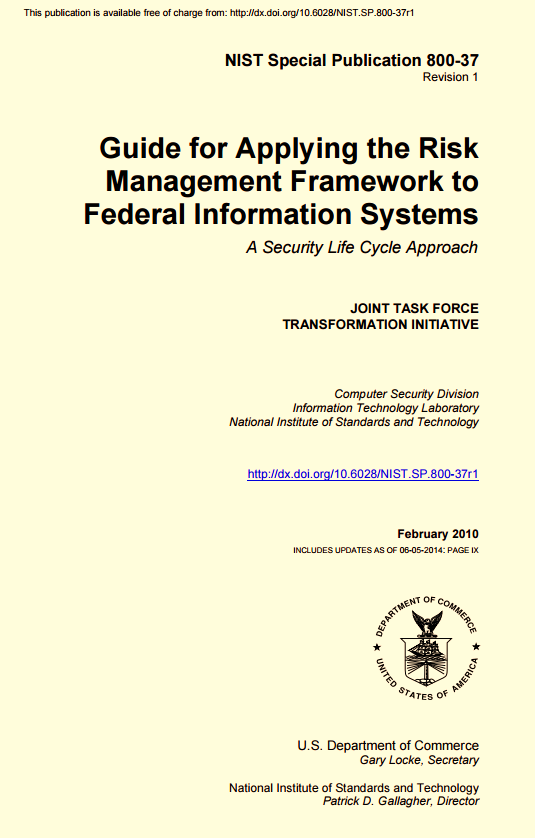 This publication is available free of charge from: http://dx.doi.org/10.6028/NIST.SP.800-37r1
NIST Special Publication 800-37
Revision 1
Guide for Applying the Risk
Management Framework to
Federal Information Systems
A Security Life Cycle Approach
JOINT TASK FORCE
TRANSFORMATION INITIATIVE
Computer Security Division
Information Technology Laboratory
National Institute of Standards and Technology
http://dx.doi.org/10.6028/NIST.SP.800-37r1
February 2010
INCLUDES UPDATES AS OF 06-05-2014: PAGE IX
DEPARTMENT OF COMMERCE
UNITED STATES OF AMERICA
U.S. Department of Commerce
Gary Locke, Secretary
National Institute of Standards and Technology
Patrick D. Gallagher, Director